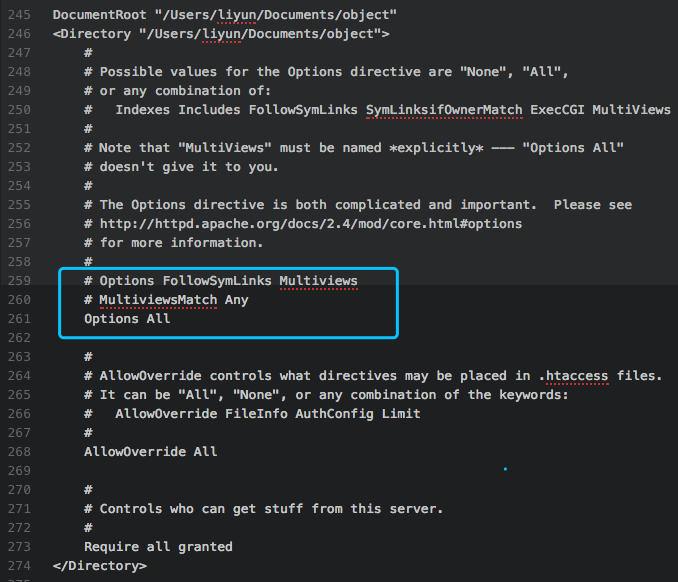 245 DocumentRoot "/Users/liyun/Documents/object"
246 <Directory "/Users/liyun/Documents/object">
247     #
248     # Possible values for the Options directive are "None", "All",
249     # or any combination of:
250     #   Indexes Includes FollowSymLinks SymLinksifOwnerMatch ExecCGI MultiViews
251     #
252     # Note that "MultiViews" must be named *explicitly* --- "Options All"
253     # doesn't give it to you.
254     #
255     # The Options directive is both complicated and important.  Please see
256     # http://httpd.apache.org/docs/2.4/mod/core.html#options
257     # for more information.
258     #
259     # Options FollowSymLinks Multiviews
260     # MultiviewsMatch Any
261     Options All
262
263     #
264     # AllowOverride controls what directives may be placed in .htaccess files.
265     # It can be "All", "None", or any combination of the keywords:
266     #   AllowOverride FileInfo AuthConfig Limit
267     #
268     AllowOverride All
269
270     #
271     # Controls who can get stuff from this server.
272     #
273     Require all granted
274 </Directory>